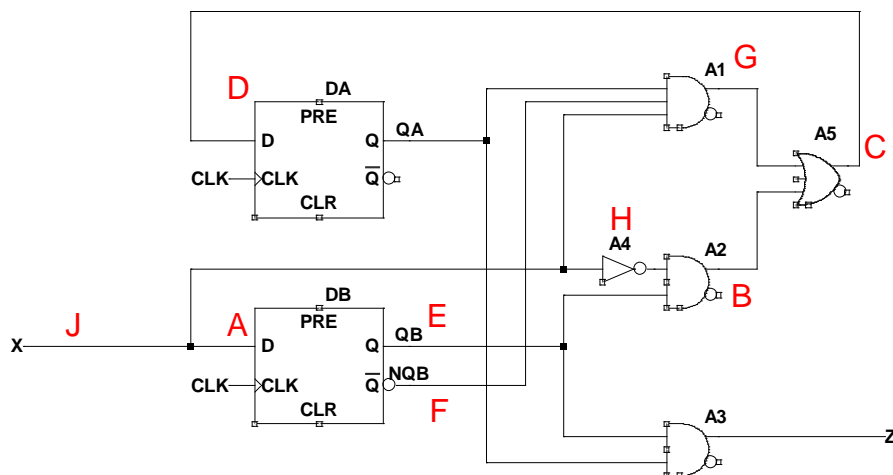 G
A1
D
DA
PRE
D
Q
QA
A5
C
CLK
CLK
Q
CLR
H
A4
A2
B
DB
J
A
PRE
E
X
D
Q
QB
CLK
CLK
Q
NQB
CLR
F
A3
Z